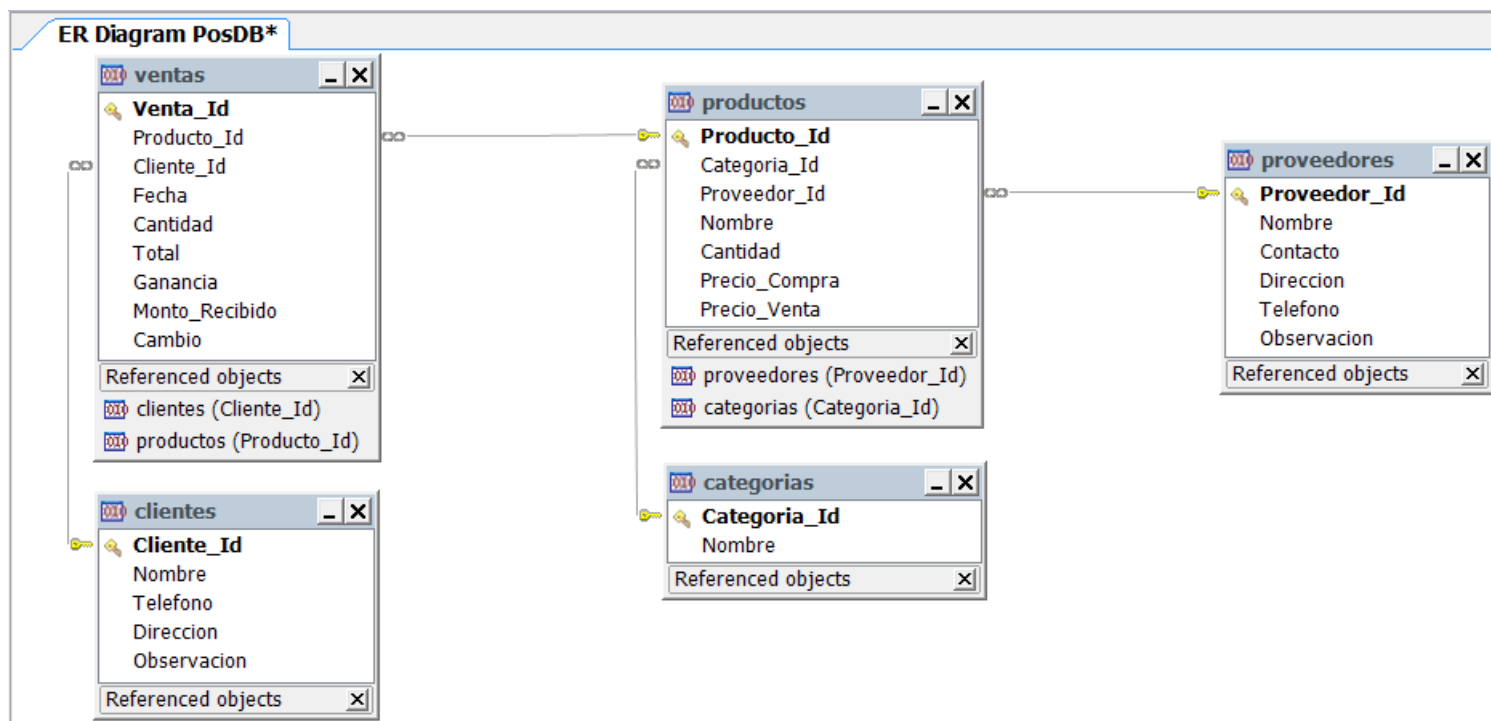 ER Diagram PosDB*
ventas
Venta_Id
Producto_Id
Cliente_Id
Fecha
Cantidad
Total
Ganancia
Monto_Recibido
Cambio
Referenced objects
clientes (Cliente_Id)
productos (Producto_Id)
clientes
Cliente_Id
Nombre
Telefono
Direccion
Observacion
Referenced objects
productos
Producto_Id
Categoria_Id
Proveedor_Id
Nombre
Cantidad
Precio_Compra
Precio_Venta
Referenced objects
proveedores (Proveedor_Id)
categorias (Categoria_Id)
categorias
Categoria_Id
Nombre
Referenced objects
proveedores
Proveedor_Id
Nombre
Contacto
Direccion
Telefono
Observacion
Referenced objects